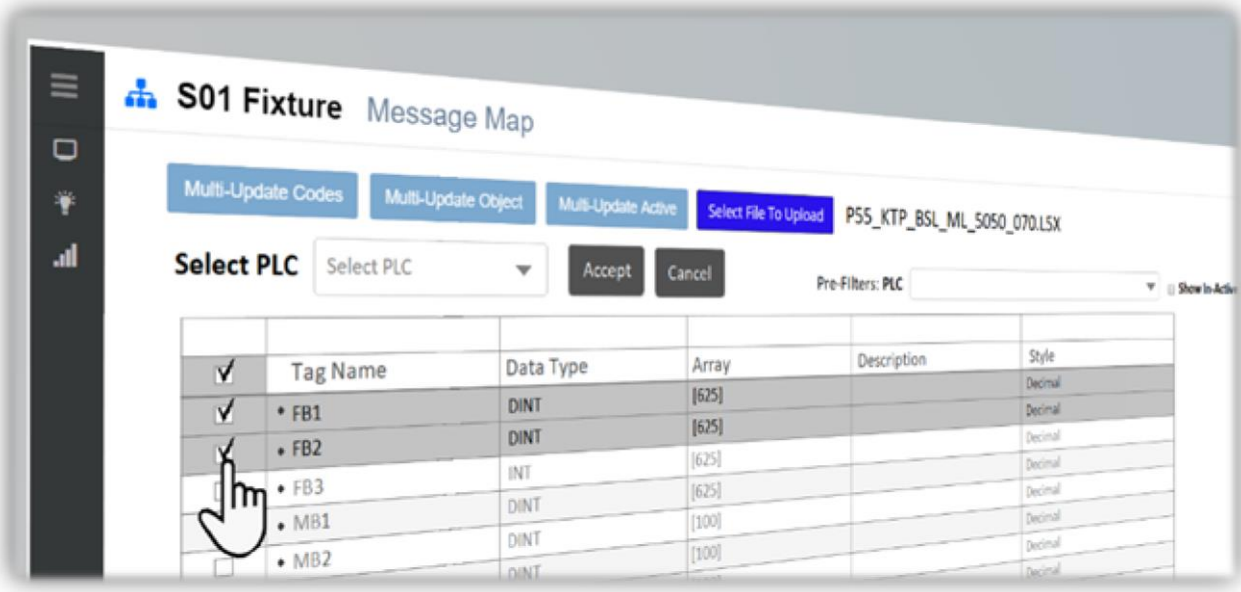 S01 Fixture Message Map
Multi-Update Codes Multi-Update Object Multi-Update Active Select File To Upload P55_KTP_BSL_ML_5050_070.L5X
Select PLC Select PLC Accept Cancel Pre-Filters: PLC Show In-Active
Tag Name Data Type Array Description Style
• FB1 DINT [625] Decimal
• FB2 DINT [625] Decimal
• FB3 INT [625] Decimal
• MB1 DINT [625] Decimal
• MB2 DINT [100] Decimal
DINT [100] Decimal
Decimal